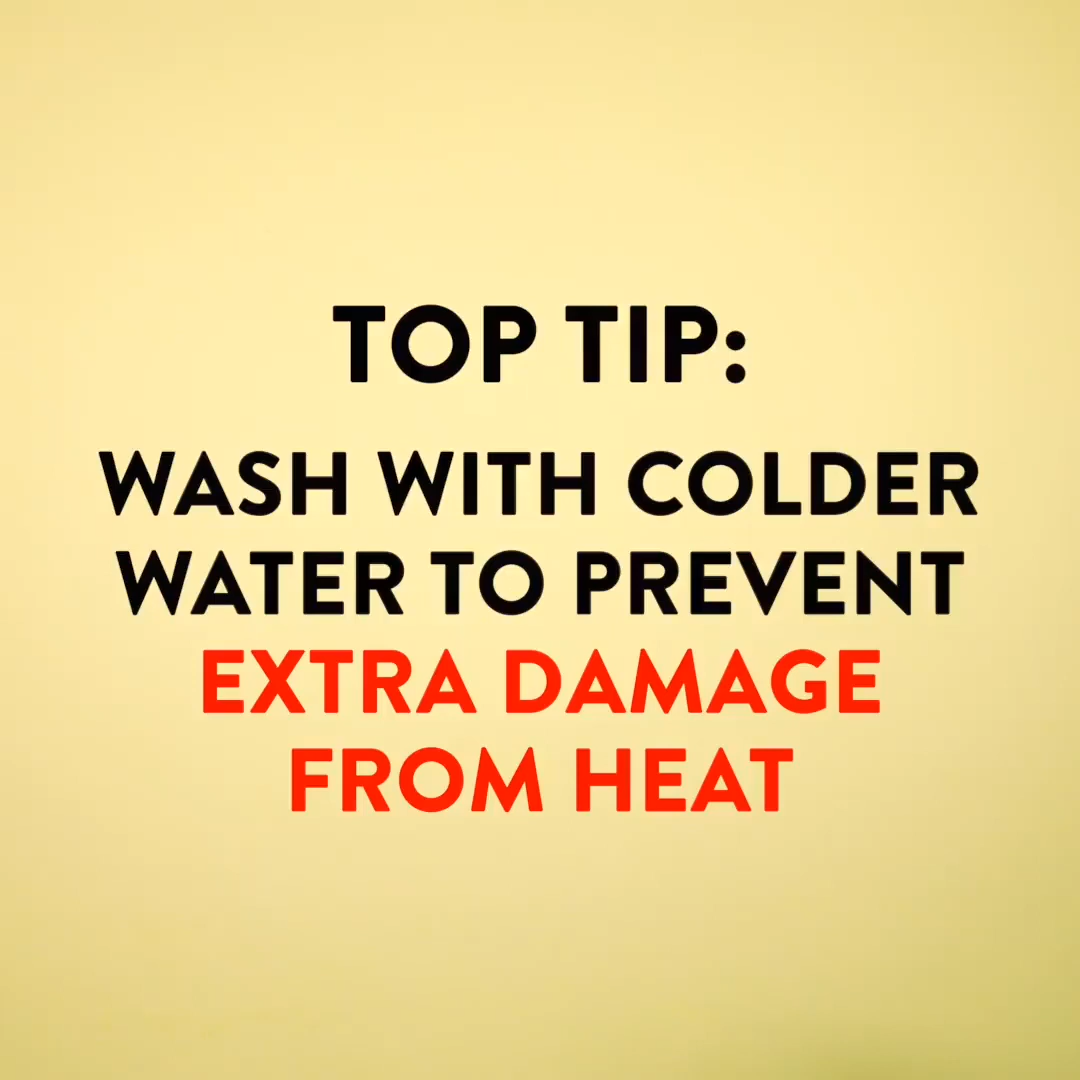 TOP TIP:
WASH WITH COLDER
WATER TO PREVENT
EXTRA DAMAGE
FROM HEAT